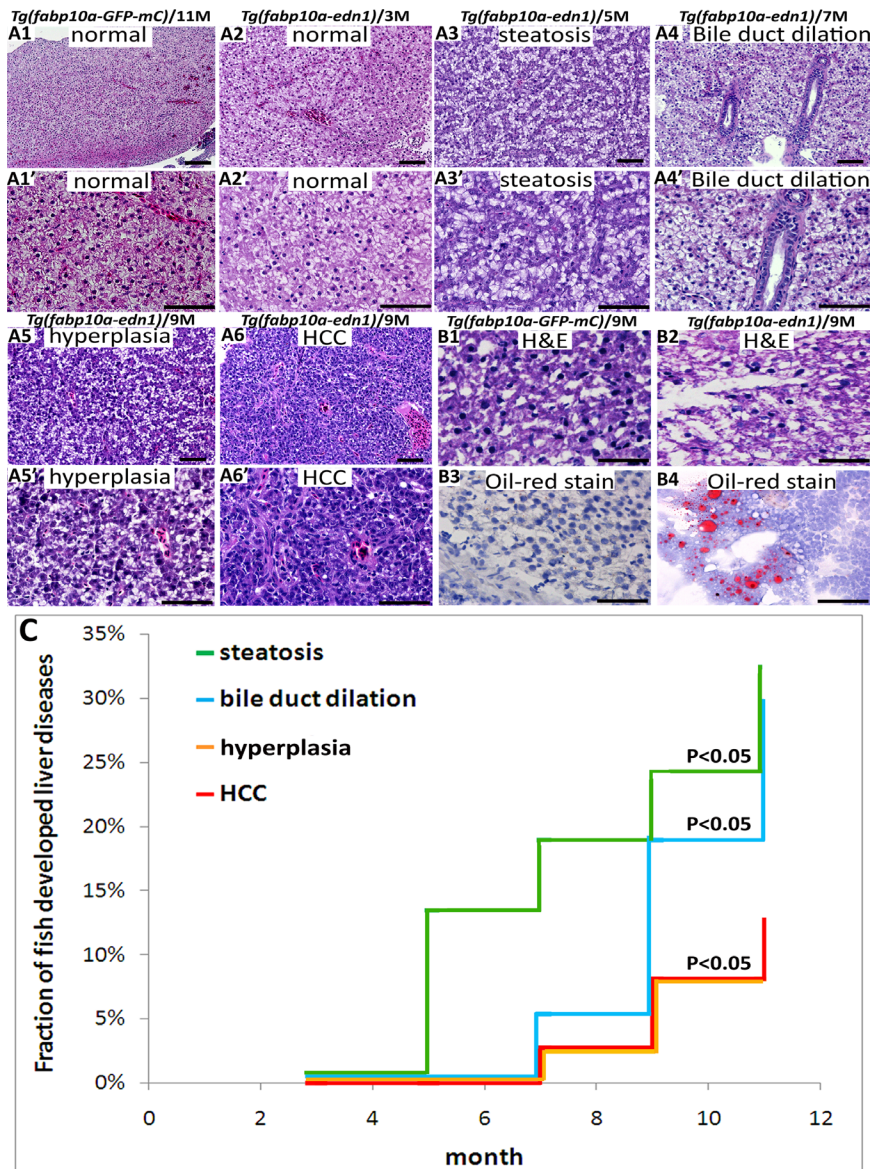 Tg(fabp10a-GFP-mC)/11M Tg(fabp10a-edn1)/3M Tg(fabp10a-edn1)/5M Tg(fabp10a-edn1)/7M
A1 normal A2 normal A3 steatosis A4 Bile duct dilation
A1' normal A2' normal A3' steatosis A4' Bile duct dilation
Tg(fabp10a-edn1)/9M Tg(fabp10a-edn1)/9M Tg(fabp10a-GFP-mC)/9M Tg(fabp10a-edn1)/9M
A5 hyperplasia A6 HCC B1 H&E B2 H&E
A5' hyperplasia A6' HCC B3 Oil-red stain B4 Oil-red stain
C
35%
steatosis
30%
bile duct dilation
hyperplasia
P<0.05
25%
HCC
20%
P<0.05
15%
10%
P<0.05
5%
0%
Fraction of fish developed liver diseases
0 2 4 6 8 10 12
month